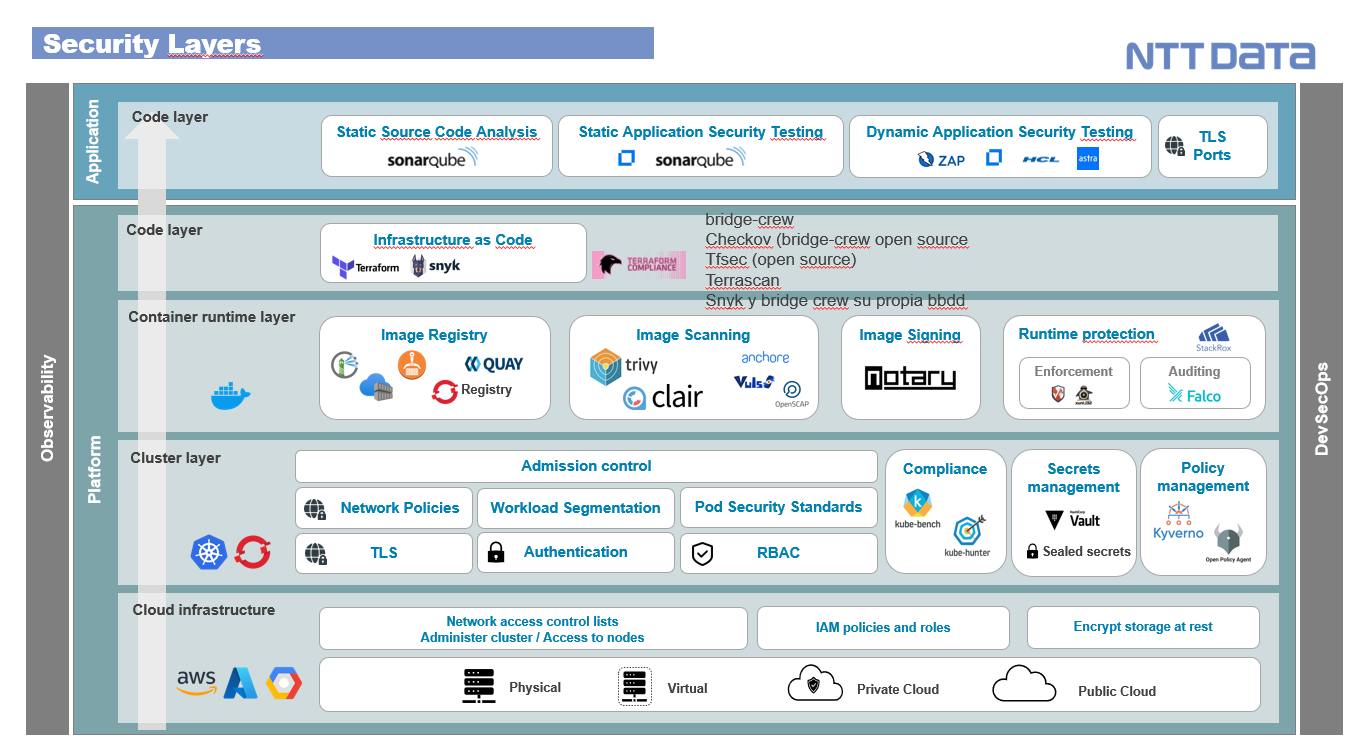 Security Layers
NTT DATA
Application
Code layer
Static Source Code Analysis
sonarqube
Static Application Security Testing
sonarqube
Dynamic Application Security Testing
ZAP
HCL
astra
TLS
Ports
Observability
DevSecOps
Platform
Code layer
Infrastructure as Code
Terraform
snyk
TERRAFORM
COMPLIANCE
bridge-crew
Checkov (bridge-crew open source
Tfsec (open source)
Terrascan
Snyk y bridge crew su propia bbdd
Container runtime layer
Image Registry
QUAY
Registry
Image Scanning
trivy
clair
anchore
Vuls
OpenSCAP
Image Signing
notary
Runtime protection
StackRox
Enforcement
Auditing
Falco
Cluster layer
Admission control
Network Policies
Workload Segmentation
Pod Security Standards
TLS
Authentication
RBAC
Compliance
kube-bench
kube-hunter
Secrets
management
HashiCorp
Vault
Sealed secrets
Policy
management
Kyverno
Open Policy Agent
Cloud infrastructure
aws
Network access control lists
Administer cluster / Access to nodes
IAM policies and roles
Encrypt storage at rest
Physical
Virtual
Private Cloud
Public Cloud